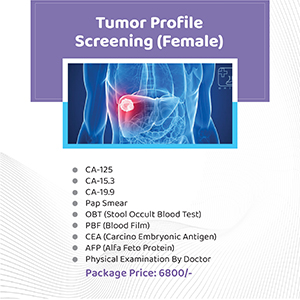 Tumor Profile
Screening (Female)
CA-125
CA-15.3
CA-19.9
Pap Smear
OBT (Stool Occult Blood Test)
PBF (Blood Film)
CEA (Carcino Embryonic Antigen)
AFP (Alfa Feto Protein)
Physical Examination By Doctor
Package Price: 6800/-